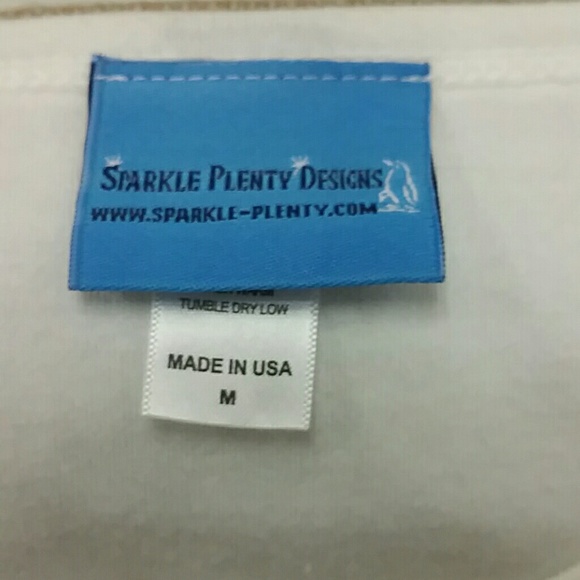 SPARKLE PLENTY DESIGNS
WWW.SPARKLE-PLENTY.COM
TUMBLE DRY LOW
MADE IN USA
M